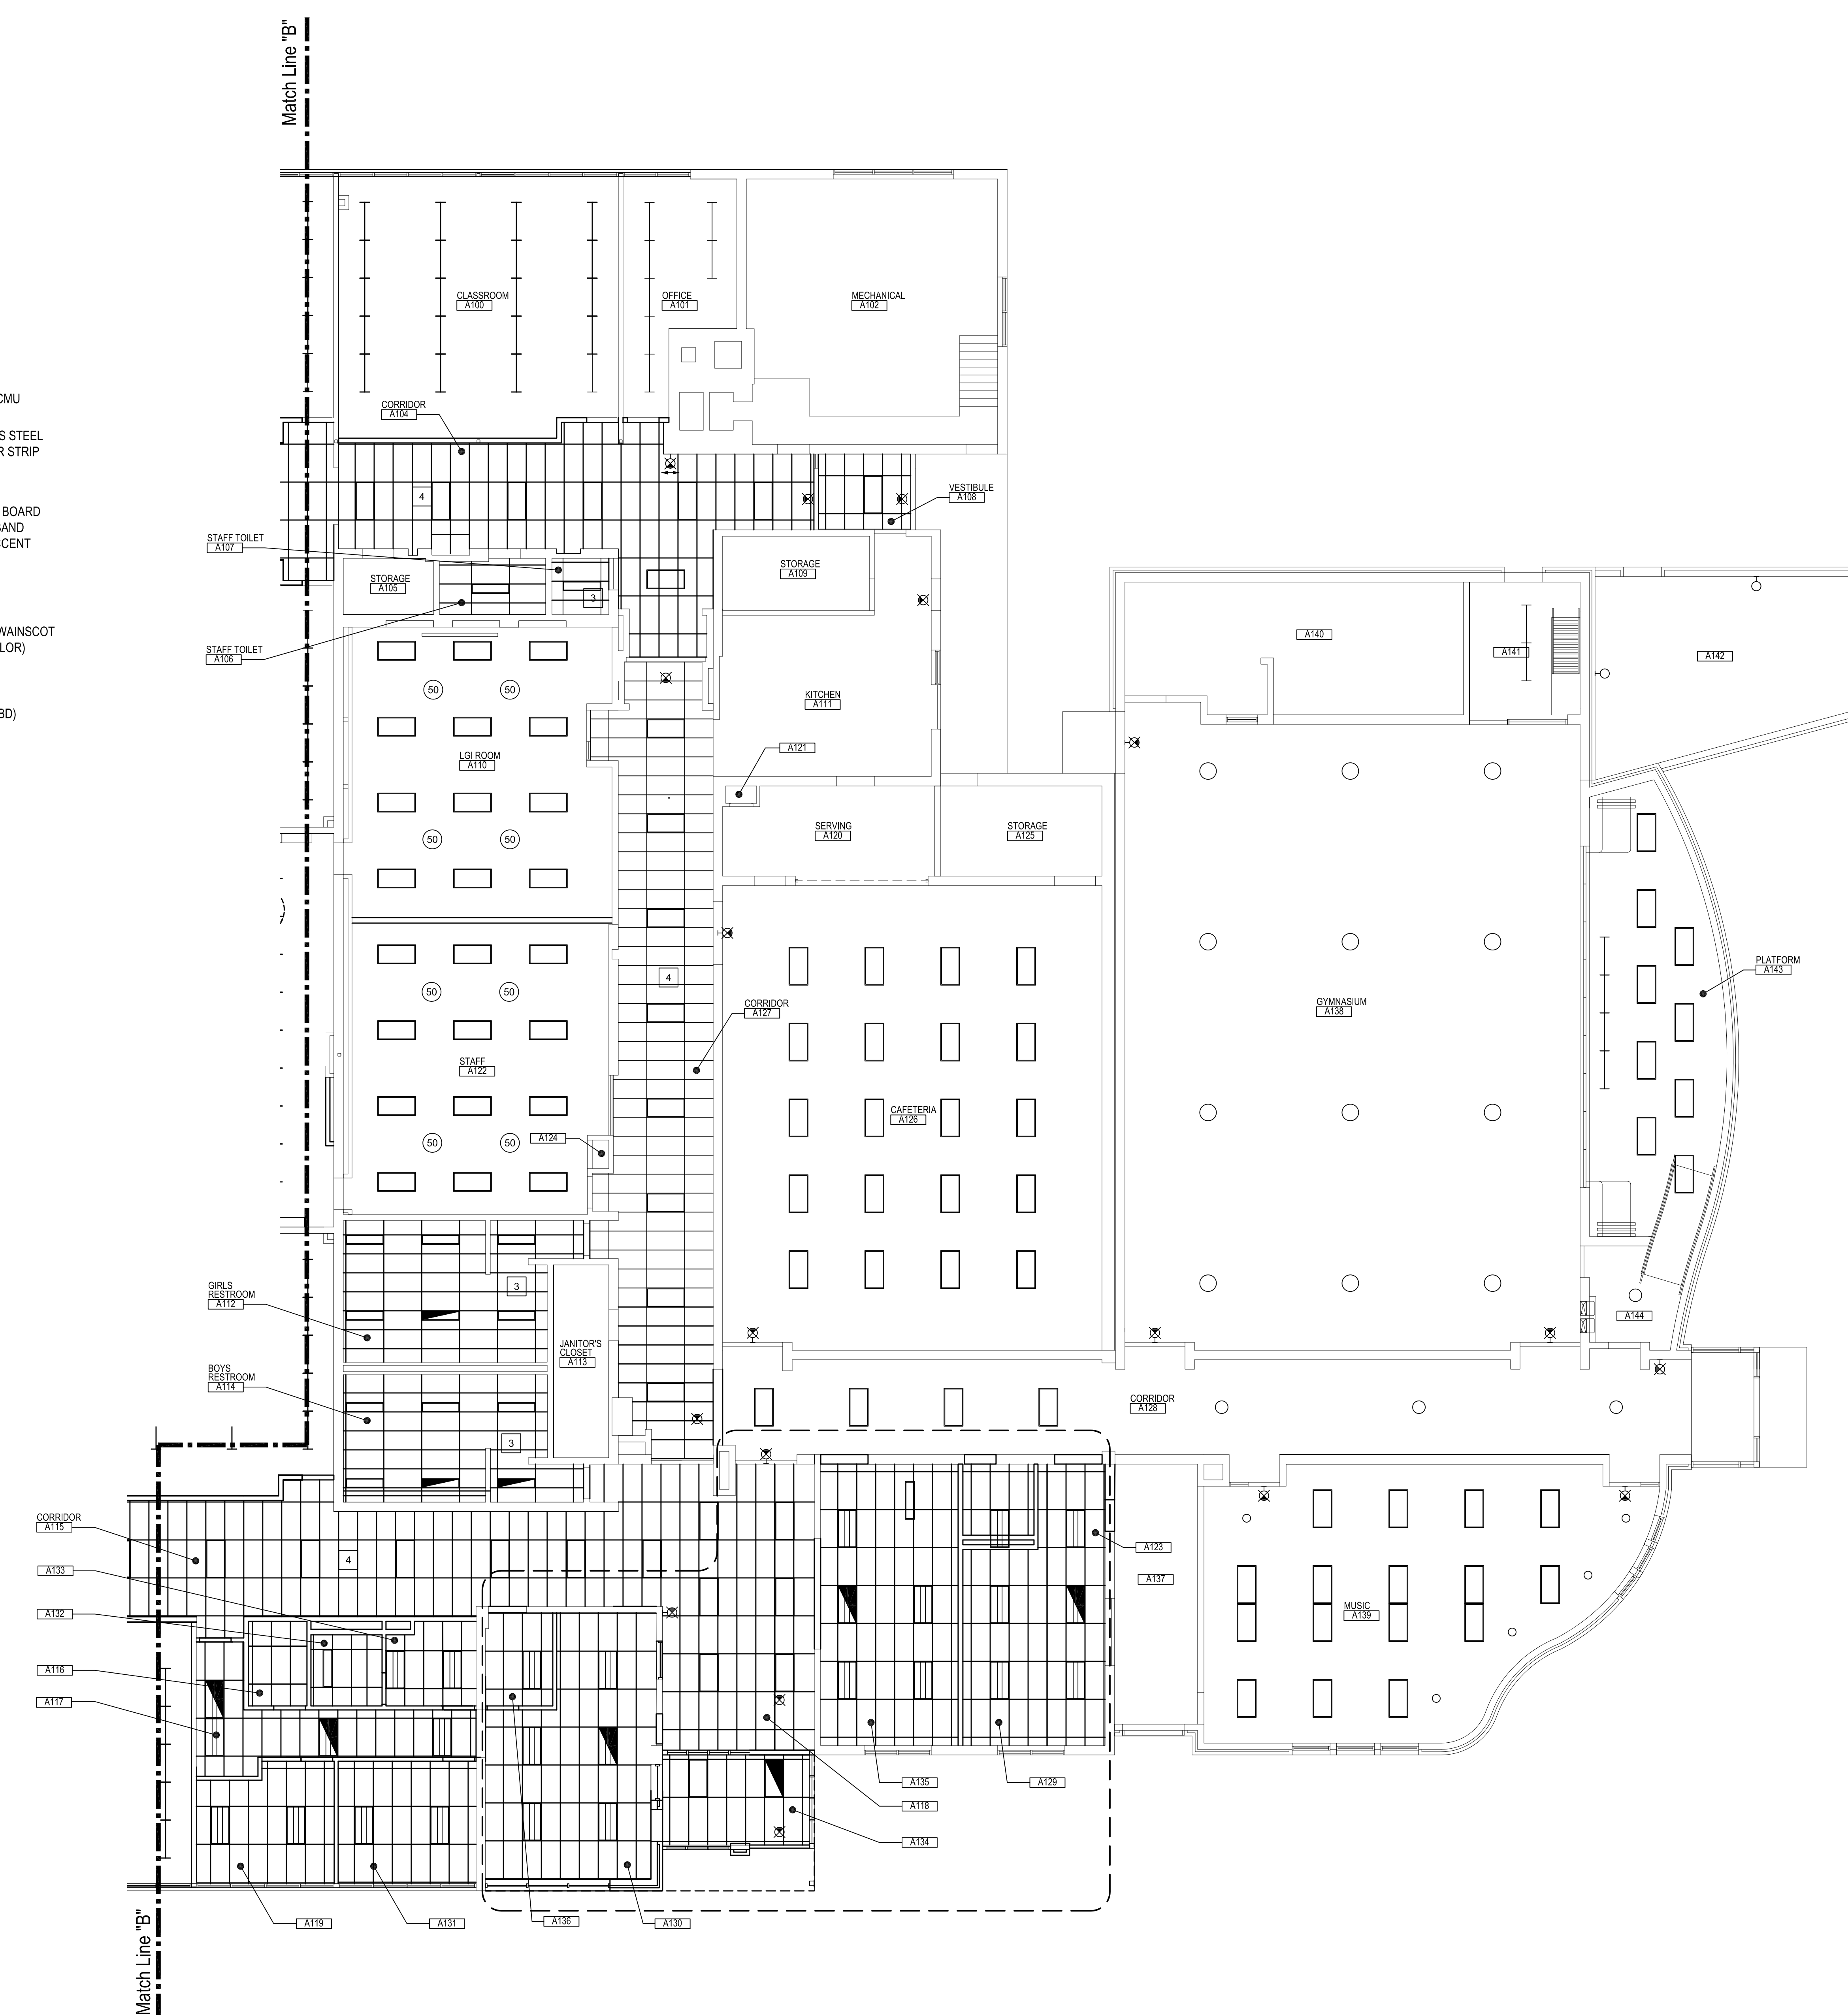 Match Line "B"
CMU
S STEEL
R STRIP
BOARD
BAND
CENT
WAINSCOT
LOR)
BD)
CLASSROOM
A100
OFFICE
A101
MECHANICAL
A102
CORRIDOR
A104
4
VESTIBULE
A108
STAFF TOILET
A107
STORAGE
A105
STORAGE
A109
3
STAFF TOILET
A106
A140
A141
A142
KITCHEN
A111
50
50
LGI ROOM
A110
A121
50
50
SERVING
A120
STORAGE
A125
4
PLATFORM
A143
50
50
CORRIDOR
A127
GYMNASIUM
A138
STAFF
A122
CAFETERIA
A126
50
50
A124
GIRLS
RESTROOM
A112
3
A144
JANITOR'S
CLOSET
A113
BOYS
RESTROOM
A114
CORRIDOR
A128
3
CORRIDOR
A115
4
A123
A133
A137
A132
MUSIC
A139
A116
A117
A135
A129
A118
A134
A119
A131
A136
A130
Match Line "B"